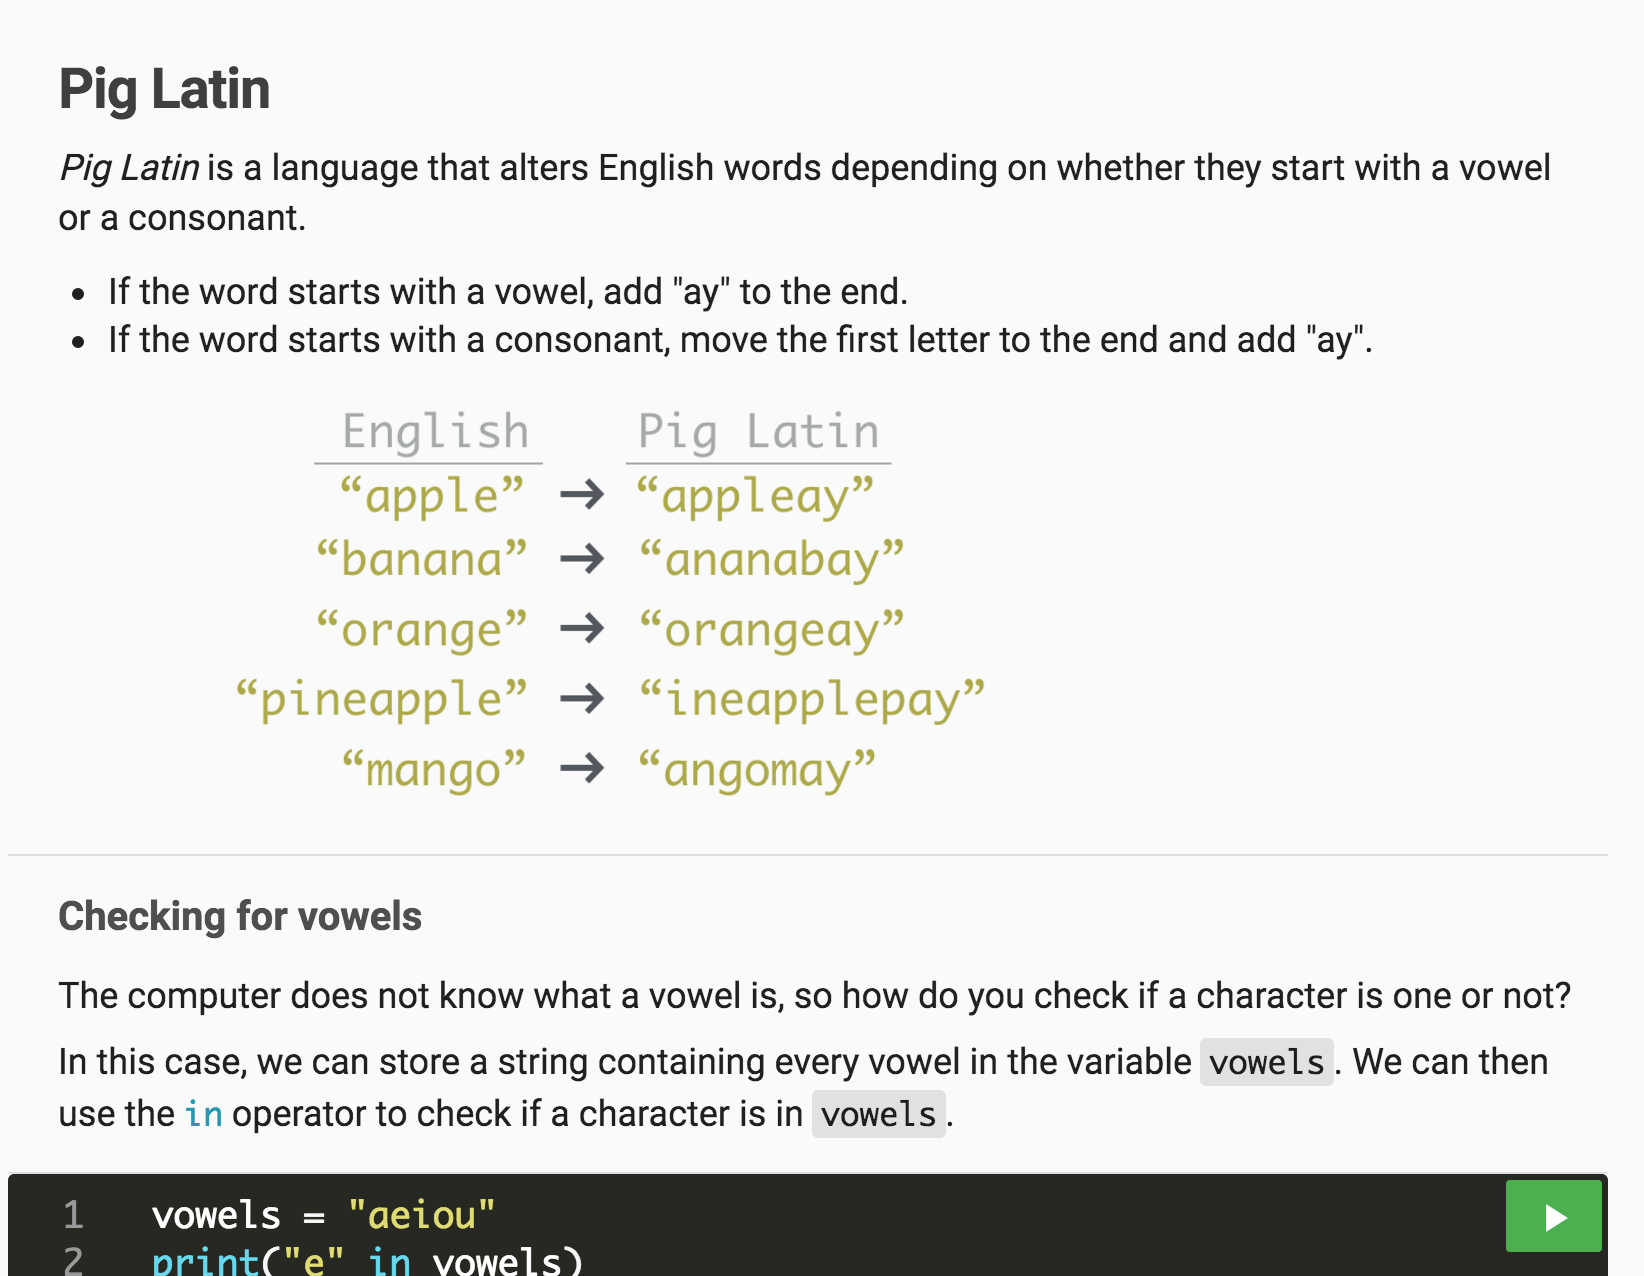 Pig Latin
Pig Latin is a language that alters English words depending on whether they start with a vowel
or a consonant.
• If the word starts with a vowel, add "ay" to the end.
• If the word starts with a consonant, move the first letter to the end and add "ay".
English Pig Latin
“apple” → “appleay”
“banana” → “ananabay”
“orange” → “orangeay”
“pineapple” → “ineapplepay”
“mango” → “angomay”
Checking for vowels
The computer does not know what a vowel is, so how do you check if a character is one or not?
In this case, we can store a string containing every vowel in the variable vowels. We can then
use the in operator to check if a character is in vowels.
1 vowels = "aeiou"
2 print("e" in vowels)